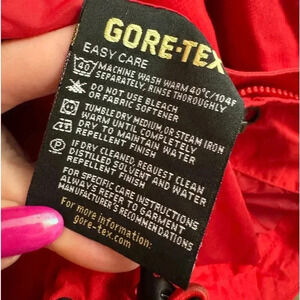 GORE-TEX
EASY CARE
40 MACHINE WASH WARM 40°C/104F
SEPARATELY, RINSE THOROUGHLY
DO NOT USE BLEACH
OR FABRIC SOFTENER
TUMBLE DRY MEDIUM, OR STEAM IRON
WARM UNTIL COMPLETELY
DRY TO MAINTAIN WATER
REPELLENT FINISH
P IF DRY CLEANED, REQUEST CLEAN
DISTILLED SOLVENT AND
REPELLENT FINISH
FOR SPECIFIC CARE INSTRUCTIONS
ALWAYS REFER TO GARMENT
MANUFACTURER'S RECOMMENDATIONS
For more information:
gore-tex.com